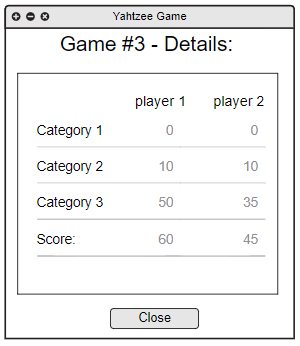 Yahtzee Game
Game #3 - Details:
player 1 player 2
Category 1 0 0
Category 2 10 10
Category 3 50 35
Score: 60 45
Close